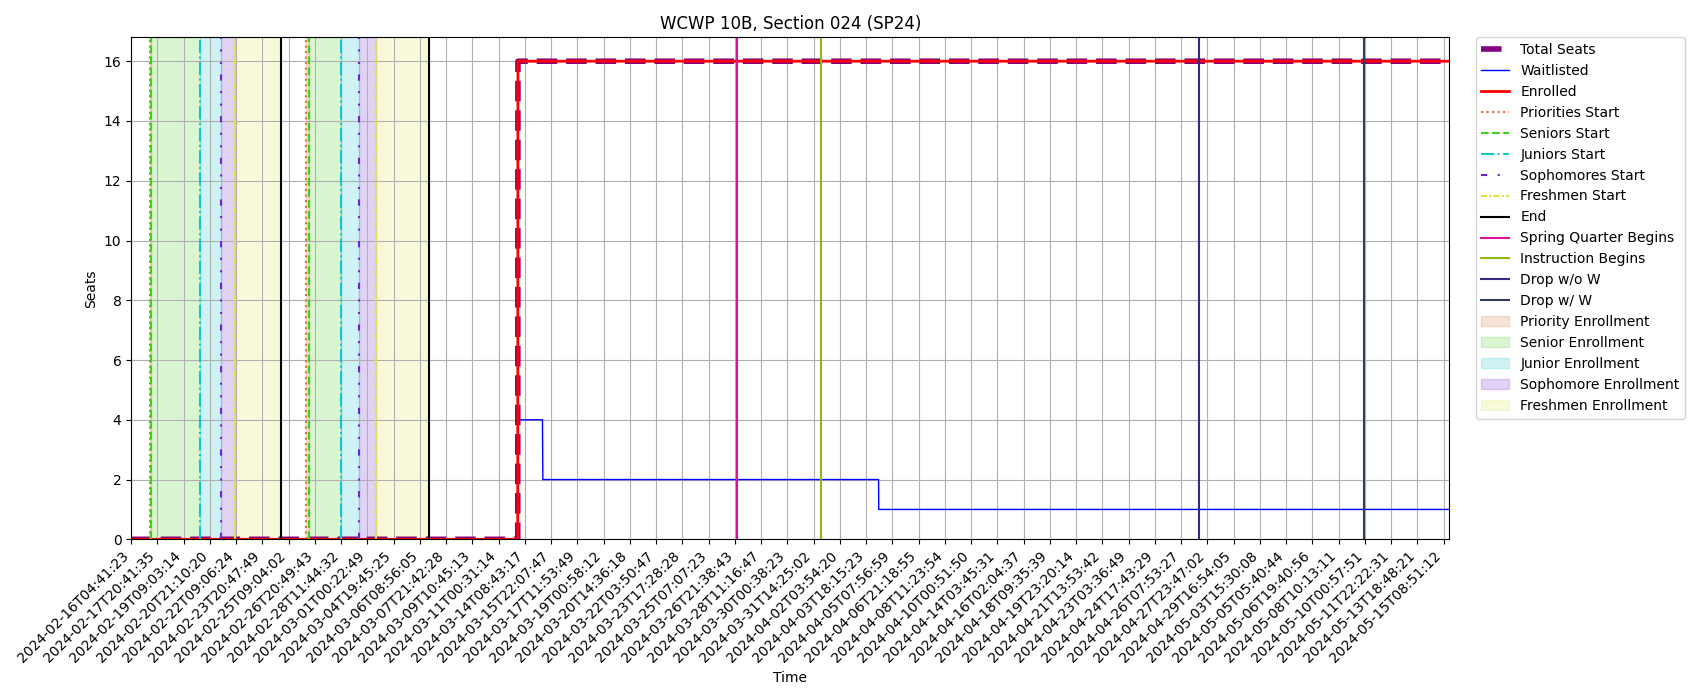 WCWP 10B, Section 024 (SP24)
Seats
16
14
12
10
8
6
4
2
0
2024-02-16T04:41:23
2024-02-17T20:41:35
2024-02-19T09:03:14
2024-02-20T21:10:20
2024-02-22T09:06:24
2024-02-23T20:47:49
2024-02-25T09:04:02
2024-02-26T20:49:43
2024-02-28T11:44:32
2024-03-01T00:22:49
2024-03-04T19:45:25
2024-03-06T08:56:05
2024-03-07T21:42:28
2024-03-09T10:45:13
2024-03-11T00:31:14
2024-03-14T08:43:17
2024-03-15T22:07:47
2024-03-17T11:53:49
2024-03-19T00:58:12
2024-03-20T14:36:18
2024-03-22T03:50:47
2024-03-23T17:28:28
2024-03-25T07:07:23
2024-03-26T21:38:43
2024-03-28T11:16:47
2024-03-30T00:38:23
2024-03-31T14:25:02
2024-04-02T03:54:20
2024-04-03T18:15:23
2024-04-05T07:56:59
2024-04-06T21:18:55
2024-04-08T11:23:54
2024-04-10T00:51:50
2024-04-14T03:45:31
2024-04-16T02:04:37
2024-04-18T09:35:39
2024-04-19T23:20:14
2024-04-21T13:53:42
2024-04-23T03:36:49
2024-04-24T17:43:29
2024-04-26T07:53:27
2024-04-27T23:47:02
2024-04-29T16:54:05
2024-05-03T15:30:08
2024-05-05T05:40:44
2024-05-06T19:40:56
2024-05-08T10:13:11
2024-05-10T00:57:51
2024-05-11T22:22:31
2024-05-13T18:48:21
2024-05-15T08:51:12
Time
Total Seats
Waitlisted
Enrolled
Priorities Start
Seniors Start
Juniors Start
Sophomores Start
Freshmen Start
End
Spring Quarter Begins
Instruction Begins
Drop w/o W
Drop w/ W
Priority Enrollment
Senior Enrollment
Junior Enrollment
Sophomore Enrollment
Freshmen Enrollment